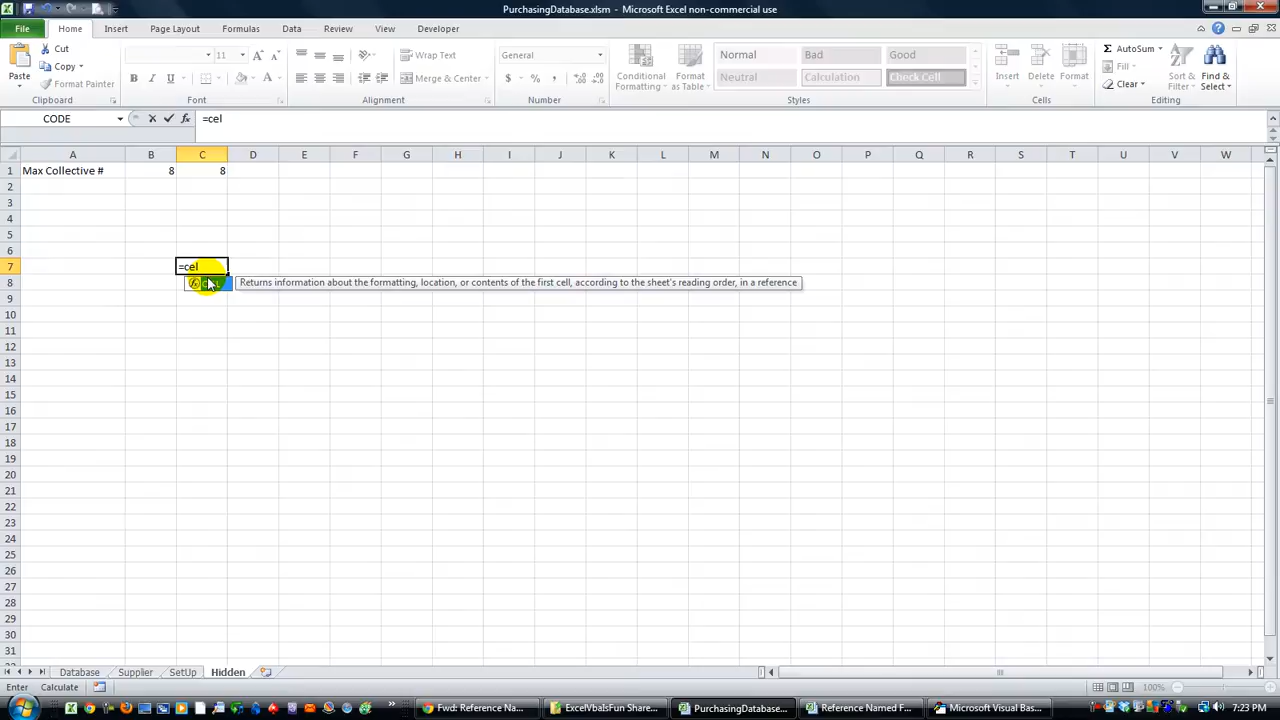 PurchasingDatabase.xlsm - Microsoft Excel non-commercial use
File Home Insert Page Layout Formulas Data Review View Developer
Cut
Copy
Format Painter
Paste
Clipboard
11
Font
Wrap Text
Merge & Center
Alignment
General
Number
Conditional Formatting
Format as Table
Normal Bad Good
Neutral Calculation Check Cell
Styles
Insert Delete Format
Cells
AutoSum
Fill
Clear
Sort & Filter
Find & Select
Editing
CODE =cel
A B C D E F G H I J K L M N O P Q R S T U V W
1 Max Collective # 8 8
2
3
4
5
6
7 =cel
8 Returns information about the formatting, location, or contents of the first cell, according to the sheet's reading order, in a reference
9
10
11
12
13
14
15
16
17
18
19
20
21
22
23
24
25
26
27
28
29
30
31
Database Supplier SetUp Hidden
Enter Calculate 100%
Fwd: Reference Na... ExcelVbaIsFun Share... PurchasingDatabase.... Reference Named F... Microsoft Visual Bas... 7:23 PM